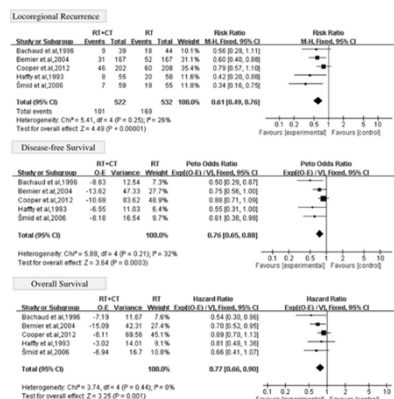 Locoregional Recurrence
RT+CT RT Risk Ratio Risk Ratio
Study or Subgroup Events Total Events Total Weight M-H, Fixed, 95% CI M-H, Fixed, 95% CI
Bachaud et al,1996 9 39 18 44 0.56 [0.29, 1.11]
Bernier et al,2004 31 167 52 167 0.60 [0.40, 0.88]
Cooper et al,2012 46 202 60 208 0.79 [0.57, 1.10]
Haffty et al,1993 8 55 20 58 0.42 [0.20, 0.88]
Šmid et al,2006 7 59 19 55 0.34 [0.16, 0.75]
Total (95% CI) 522 532 100.0% 0.61 [0.49, 0.76]
Total events 101 169
Heterogeneity: Chi² = 5.41, df = 4 (P = 0.25); I² = 26%
Test for overall effect: Z = 4.49 (P < 0.00001)
0.1 0.2 0.5 1 2 5 10
Favours [experimental] Favours [control]
Disease-free Survival
RT+CT RT Peto Odds Ratio Peto Odds Ratio
Study or Subgroup O-E Variance Weight Exp[(O-E) / V], Fixed, 95% CI Exp[(O-E) / V], Fixed, 95% CI
Bachaud et al,1996 -8.63 12.54 7.3% 0.50 [0.29, 0.87]
Bernier et al,2004 -13.62 47.33 27.7% 0.75 [0.56, 1.00]
Cooper et al,2012 -10.69 83.62 48.9% 0.88 [0.71, 1.09]
Haffty et al,1993 -6.55 11.03 6.4% 0.55 [0.31, 1.00]
Šmid et al,2006 -8.18 16.54 9.7% 0.61 [0.38, 0.99]
Total (95% CI) 100.0% 0.76 [0.65, 0.88]
Heterogeneity: Chi² = 5.88, df = 4 (P = 0.21); I² = 32%
Test for overall effect: Z = 3.64 (P = 0.0003)
0.1 0.2 0.5 1 2 5 10
Favours [experimental] Favours [control]
Overall Survival
RT+CT RT Hazard Ratio Hazard Ratio
Study or Subgroup O-E Variance Weight Exp[(O-E) / V], Fixed, 95% CI Exp[(O-E) / V], Fixed, 95% CI
Bachaud et al,1996 -7.19 11.67 7.6% 0.54 [0.30, 0.96]
Bernier et al,2004 -15.09 42.31 27.4% 0.70 [0.52, 0.95]
Cooper et al,2012 -8.11 69.56 45.1% 0.89 [0.70, 1.13]
Haffty et al,1993 -3.02 14.01 9.1% 0.81 [0.48, 1.36]
Šmid et al,2006 -6.94 16.7 10.8% 0.66 [0.41, 1.07]
Total (95% CI) 100.0% 0.77 [0.66, 0.90]
Heterogeneity: Chi² = 3.74, df = 4 (P = 0.44); I² = 0%
Test for overall effect: Z = 3.25 (P = 0.001)
0.1 0.2 0.5 1 2 5 10
Favours [experimental] Favours [control]